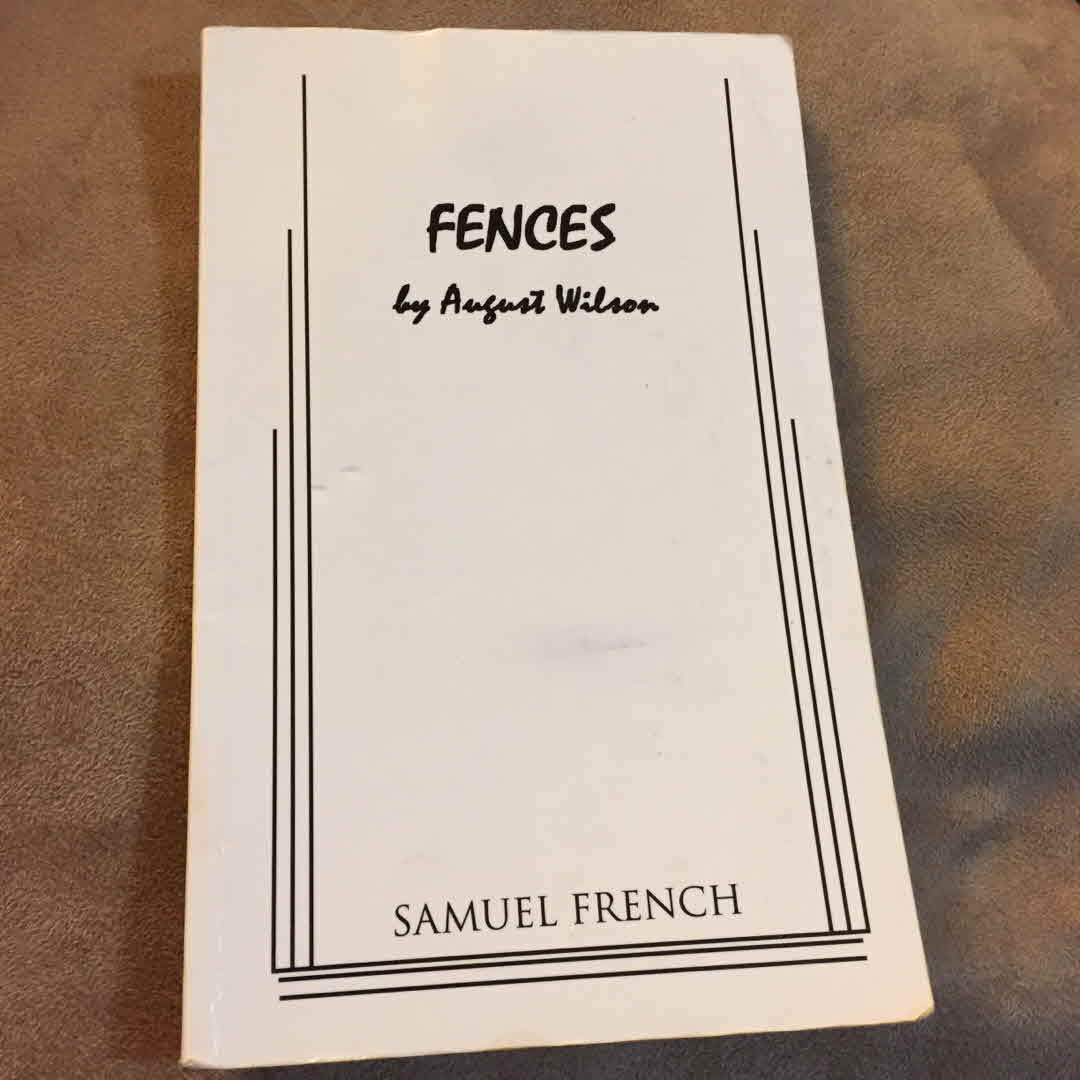 FENCES
by August Wilson
SAMUEL FRENCH